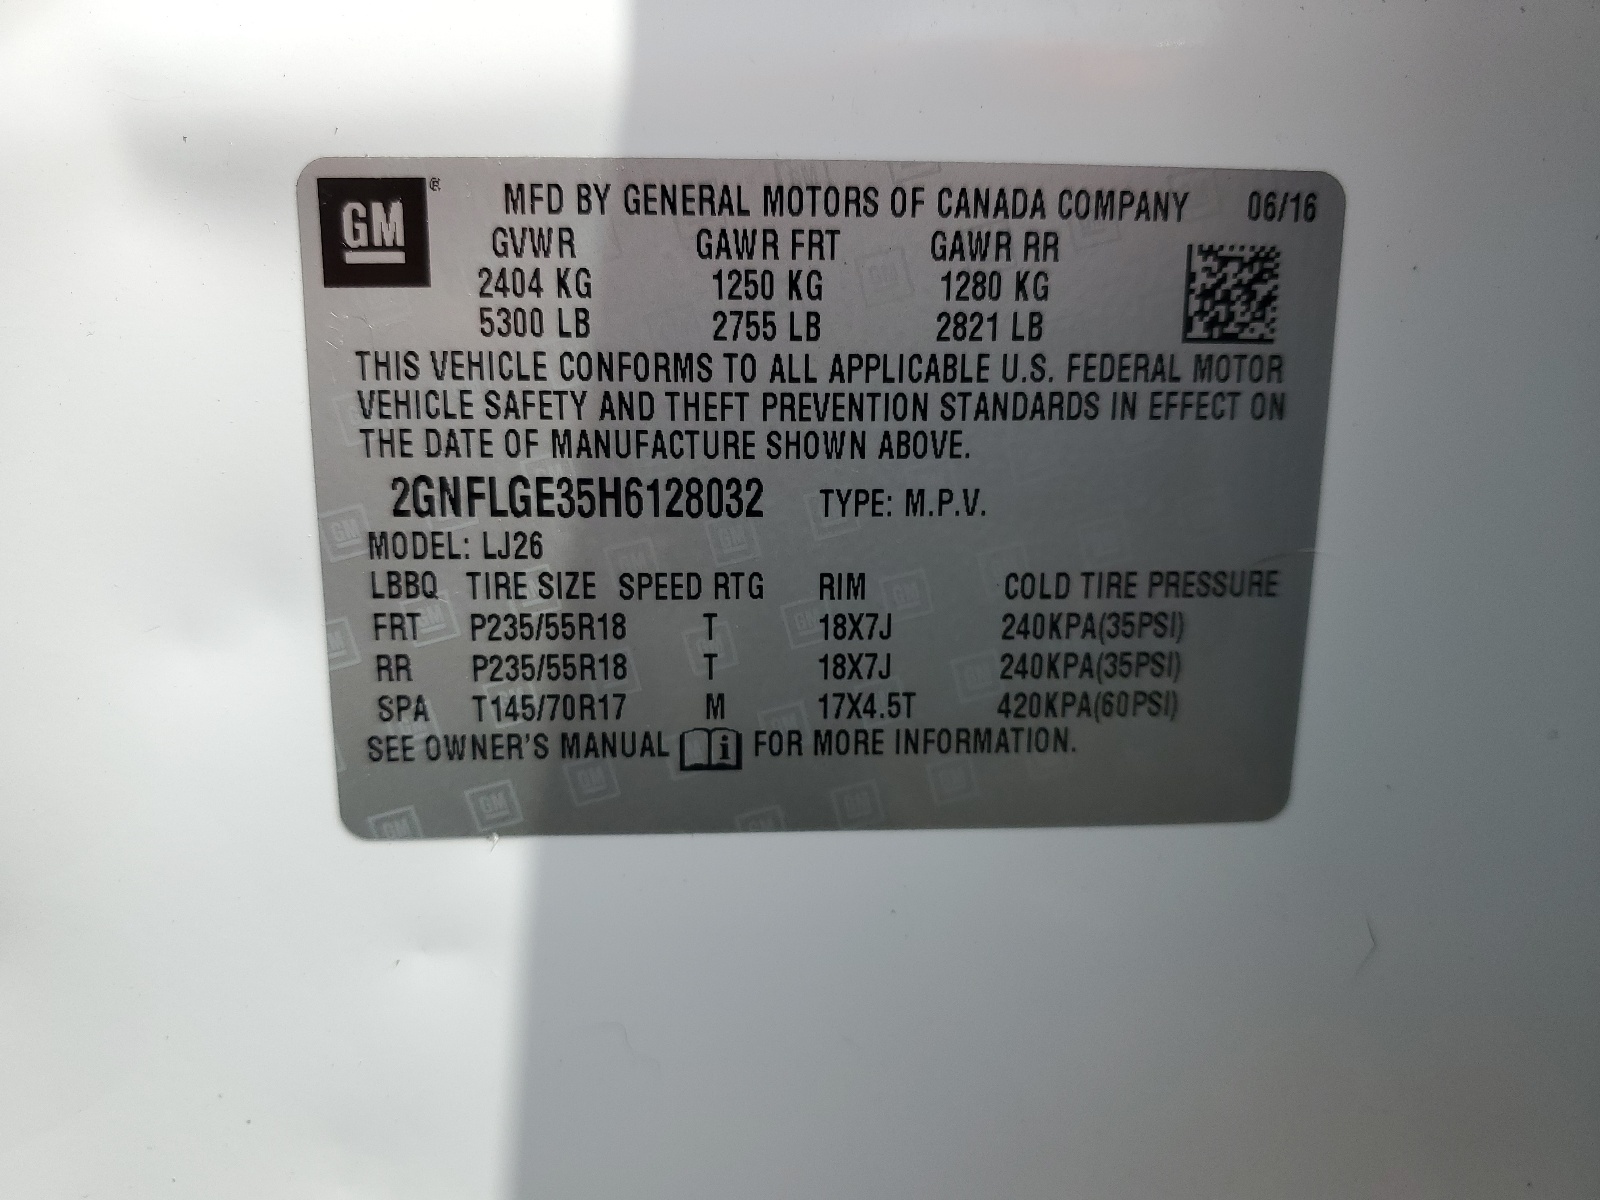 GM ® MFD BY GENERAL MOTORS OF CANADA COMPANY 06/16
GVWR GAWR FRT GAWR RR
2404 KG 1250 KG 1280 KG
5300 LB 2755 LB 2821 LB
THIS VEHICLE CONFORMS TO ALL APPLICABLE U.S. FEDERAL MOTOR
VEHICLE SAFETY AND THEFT PREVENTION STANDARDS IN EFFECT ON
THE DATE OF MANUFACTURE SHOWN ABOVE.
2GNFLGE35H6128032 TYPE: M.P.V.
MODEL: LJ26
LBBQ TIRE SIZE SPEED RTG RIM COLD TIRE PRESSURE
FRT P235/55R18 T 18X7J 240KPA(35PSI)
RR P235/55R18 T 18X7J 240KPA(35PSI)
SPA T145/70R17 M 17X4.5T 420KPA(60PSI)
SEE OWNER'S MANUAL i FOR MORE INFORMATION.